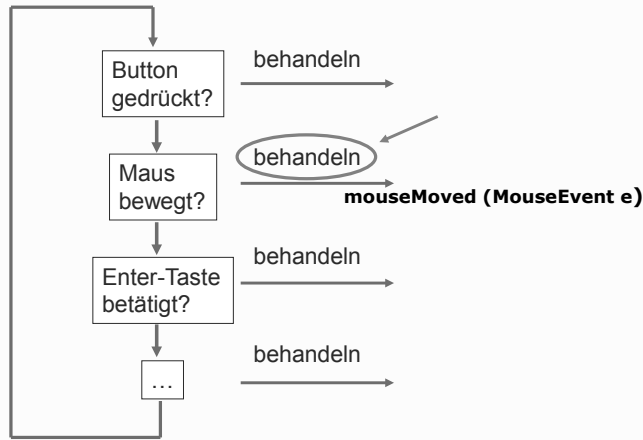 Button
gedrückt?
behandeln
Maus
bewegt?
behandeln
mouseMoved (MouseEvent e)
Enter-Taste
betätigt?
behandeln
...
behandeln